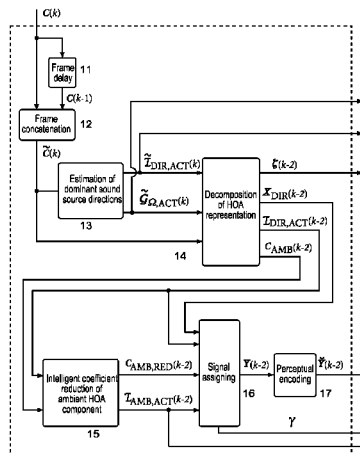 C(k)
Frame delay
11
C(k-1)
Frame concatenation
12
C̃(k)
Estimation of dominant sound source directions
13
Ĩ_DIR,ACT(k)
G̃_Ω,ACT(k)
Decomposition of HOA representation
14
ζ(k-2)
X_DIR(k-2)
I_DIR,ACT(k-2)
C_AMB(k-2)
Intelligent coefficient reduction of ambient HOA component
15
C_AMB,RED(k-2)
I_AMB,ACT(k-2)
Signal assigning
16
Y(k-2)
Perceptual encoding
17
Y̌(k-2)
γ